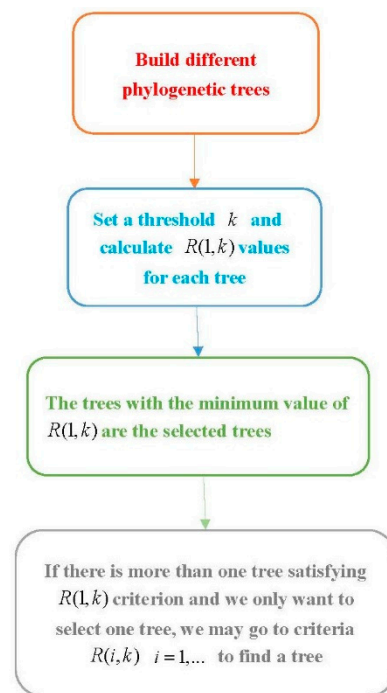 Build different
phylogenetic trees
Set a threshold k and
calculate R(1,k) values
for each tree
The trees with the minimum value of
R(1,k) are the selected trees
If there is more than one tree satisfying
R(1,k) criterion and we only want to
select one tree, we may go to criteria
R(i,k) i=1,... to find a tree